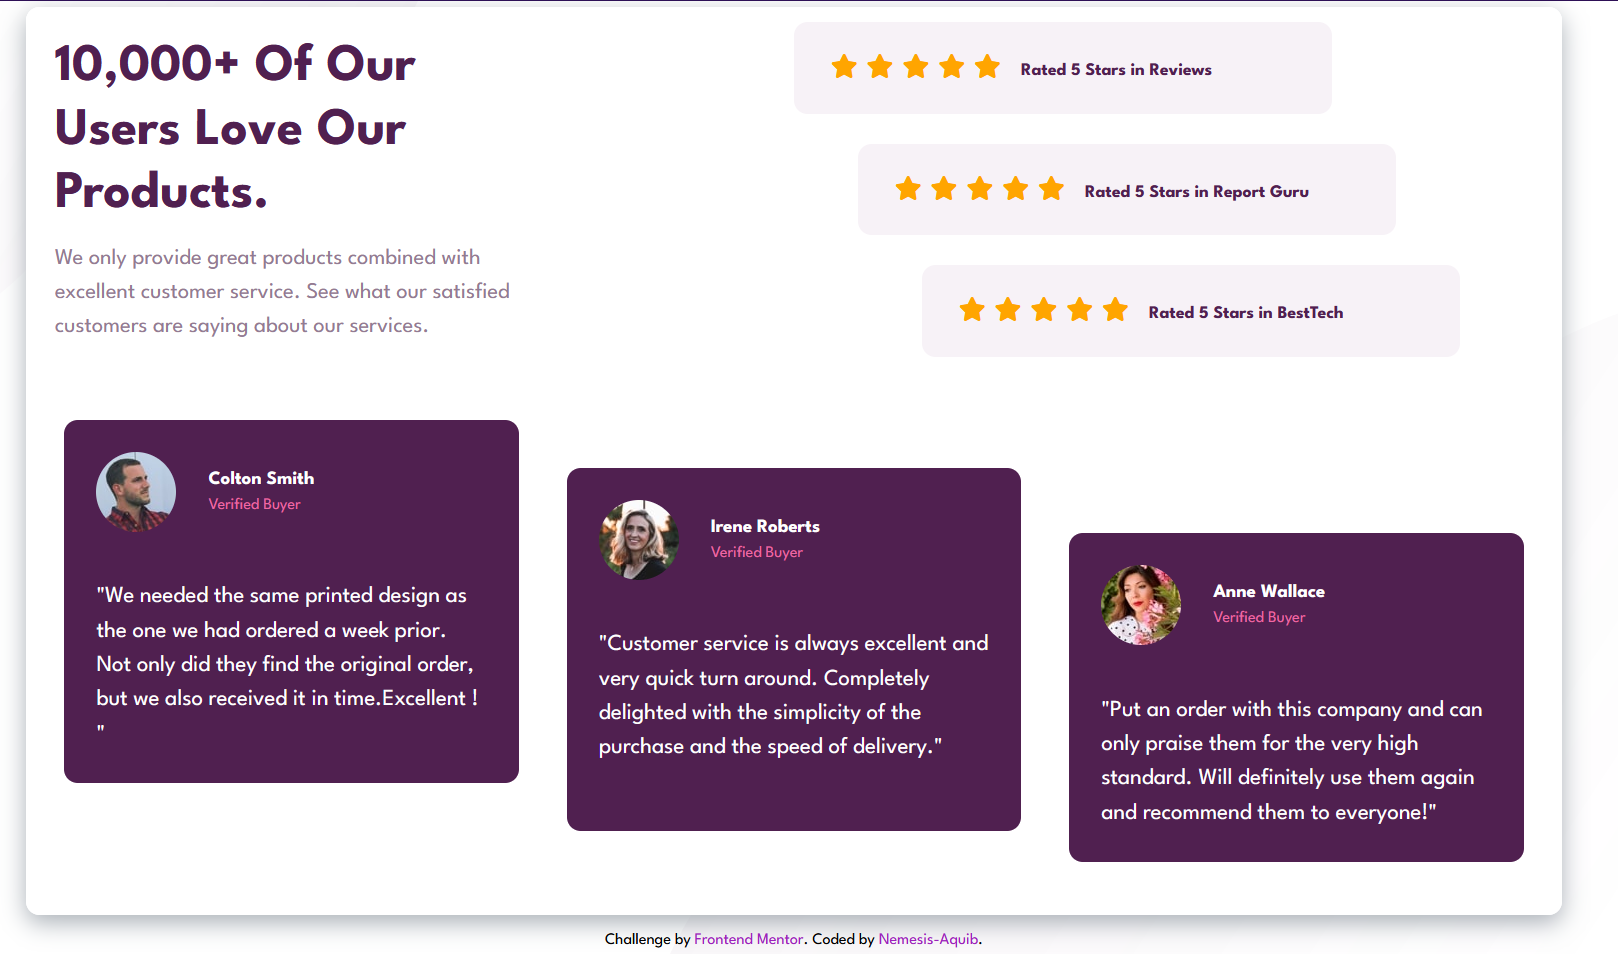 10,000+ Of Our
Users Love Our
Products.
We only provide great products combined with
excellent customer service. See what our satisfied
customers are saying about our services.
Rated 5 Stars in Reviews
Rated 5 Stars in Report Guru
Rated 5 Stars in BestTech
Colton Smith
Verified Buyer
"We needed the same printed design as
the one we had ordered a week prior.
Not only did they find the original order,
but we also received it in time.Excellent !
"
Irene Roberts
Verified Buyer
"Customer service is always excellent and
very quick turn around. Completely
delighted with the simplicity of the
purchase and the speed of delivery."
Anne Wallace
Verified Buyer
"Put an order with this company and can
only praise them for the very high
standard. Will definitely use them again
and recommend them to everyone!"
Challenge by Frontend Mentor. Coded by Nemesis-Aquib.